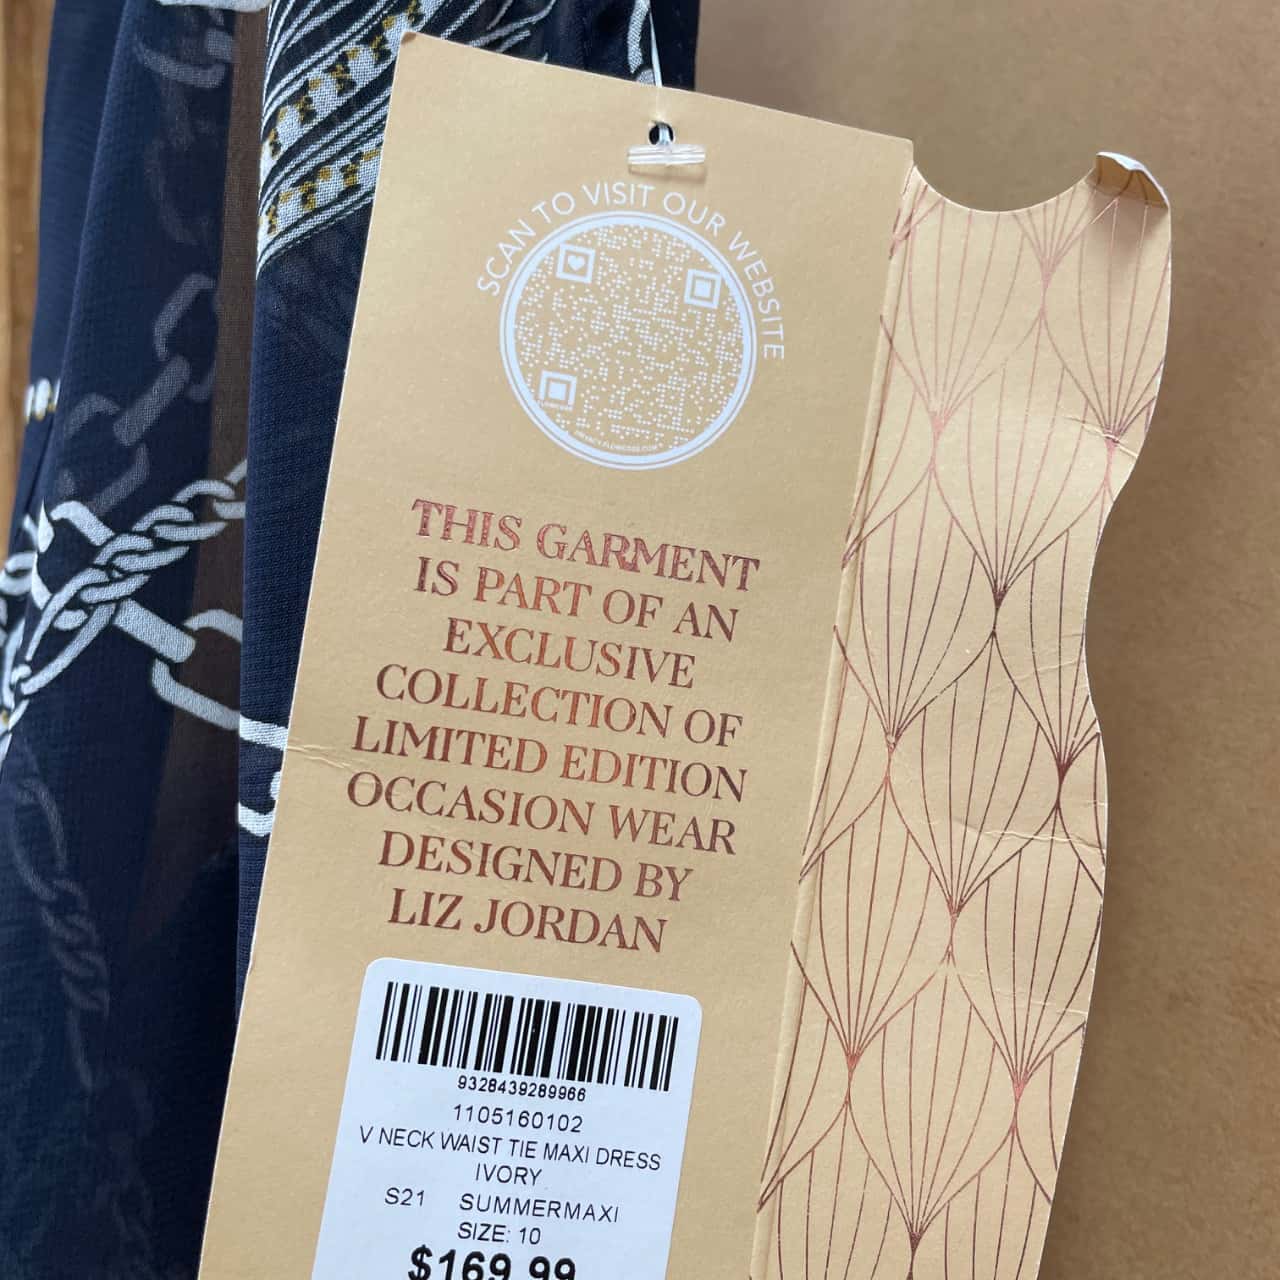 SCAN TO VISIT OUR WEBSITE
THIS GARMENT
IS PART OF AN
EXCLUSIVE
COLLECTION OF
LIMITED EDITION
OCCASION WEAR
DESIGNED BY
LIZ JORDAN
9328439289966
1105160102
V NECK WAIST TIE MAXI DRESS
IVORY
S21 SUMMERMAXI
SIZE: 10
$169.99